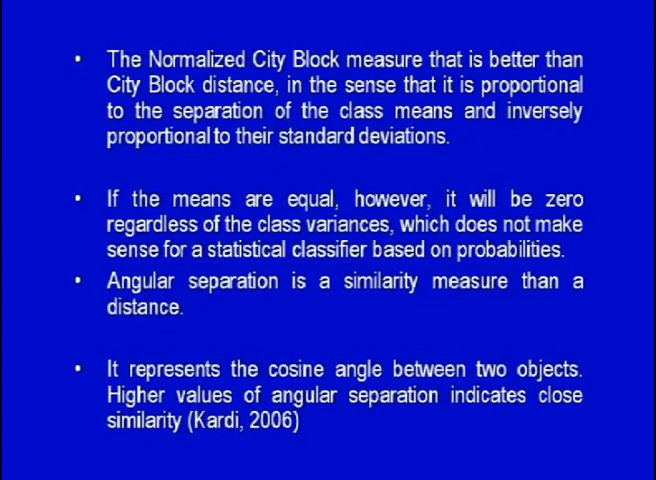 • The Normalized City Block measure that is better than
City Block distance, in the sense that it is proportional
to the separation of the class means and inversely
proportional to their standard deviations.
• If the means are equal, however, it will be zero
regardless of the class variances, which does not make
sense for a statistical classifier based on probabilities.
• Angular separation is a similarity measure than a
distance.
• It represents the cosine angle between two objects.
Higher values of angular separation indicates close
similarity (Kardi, 2006)